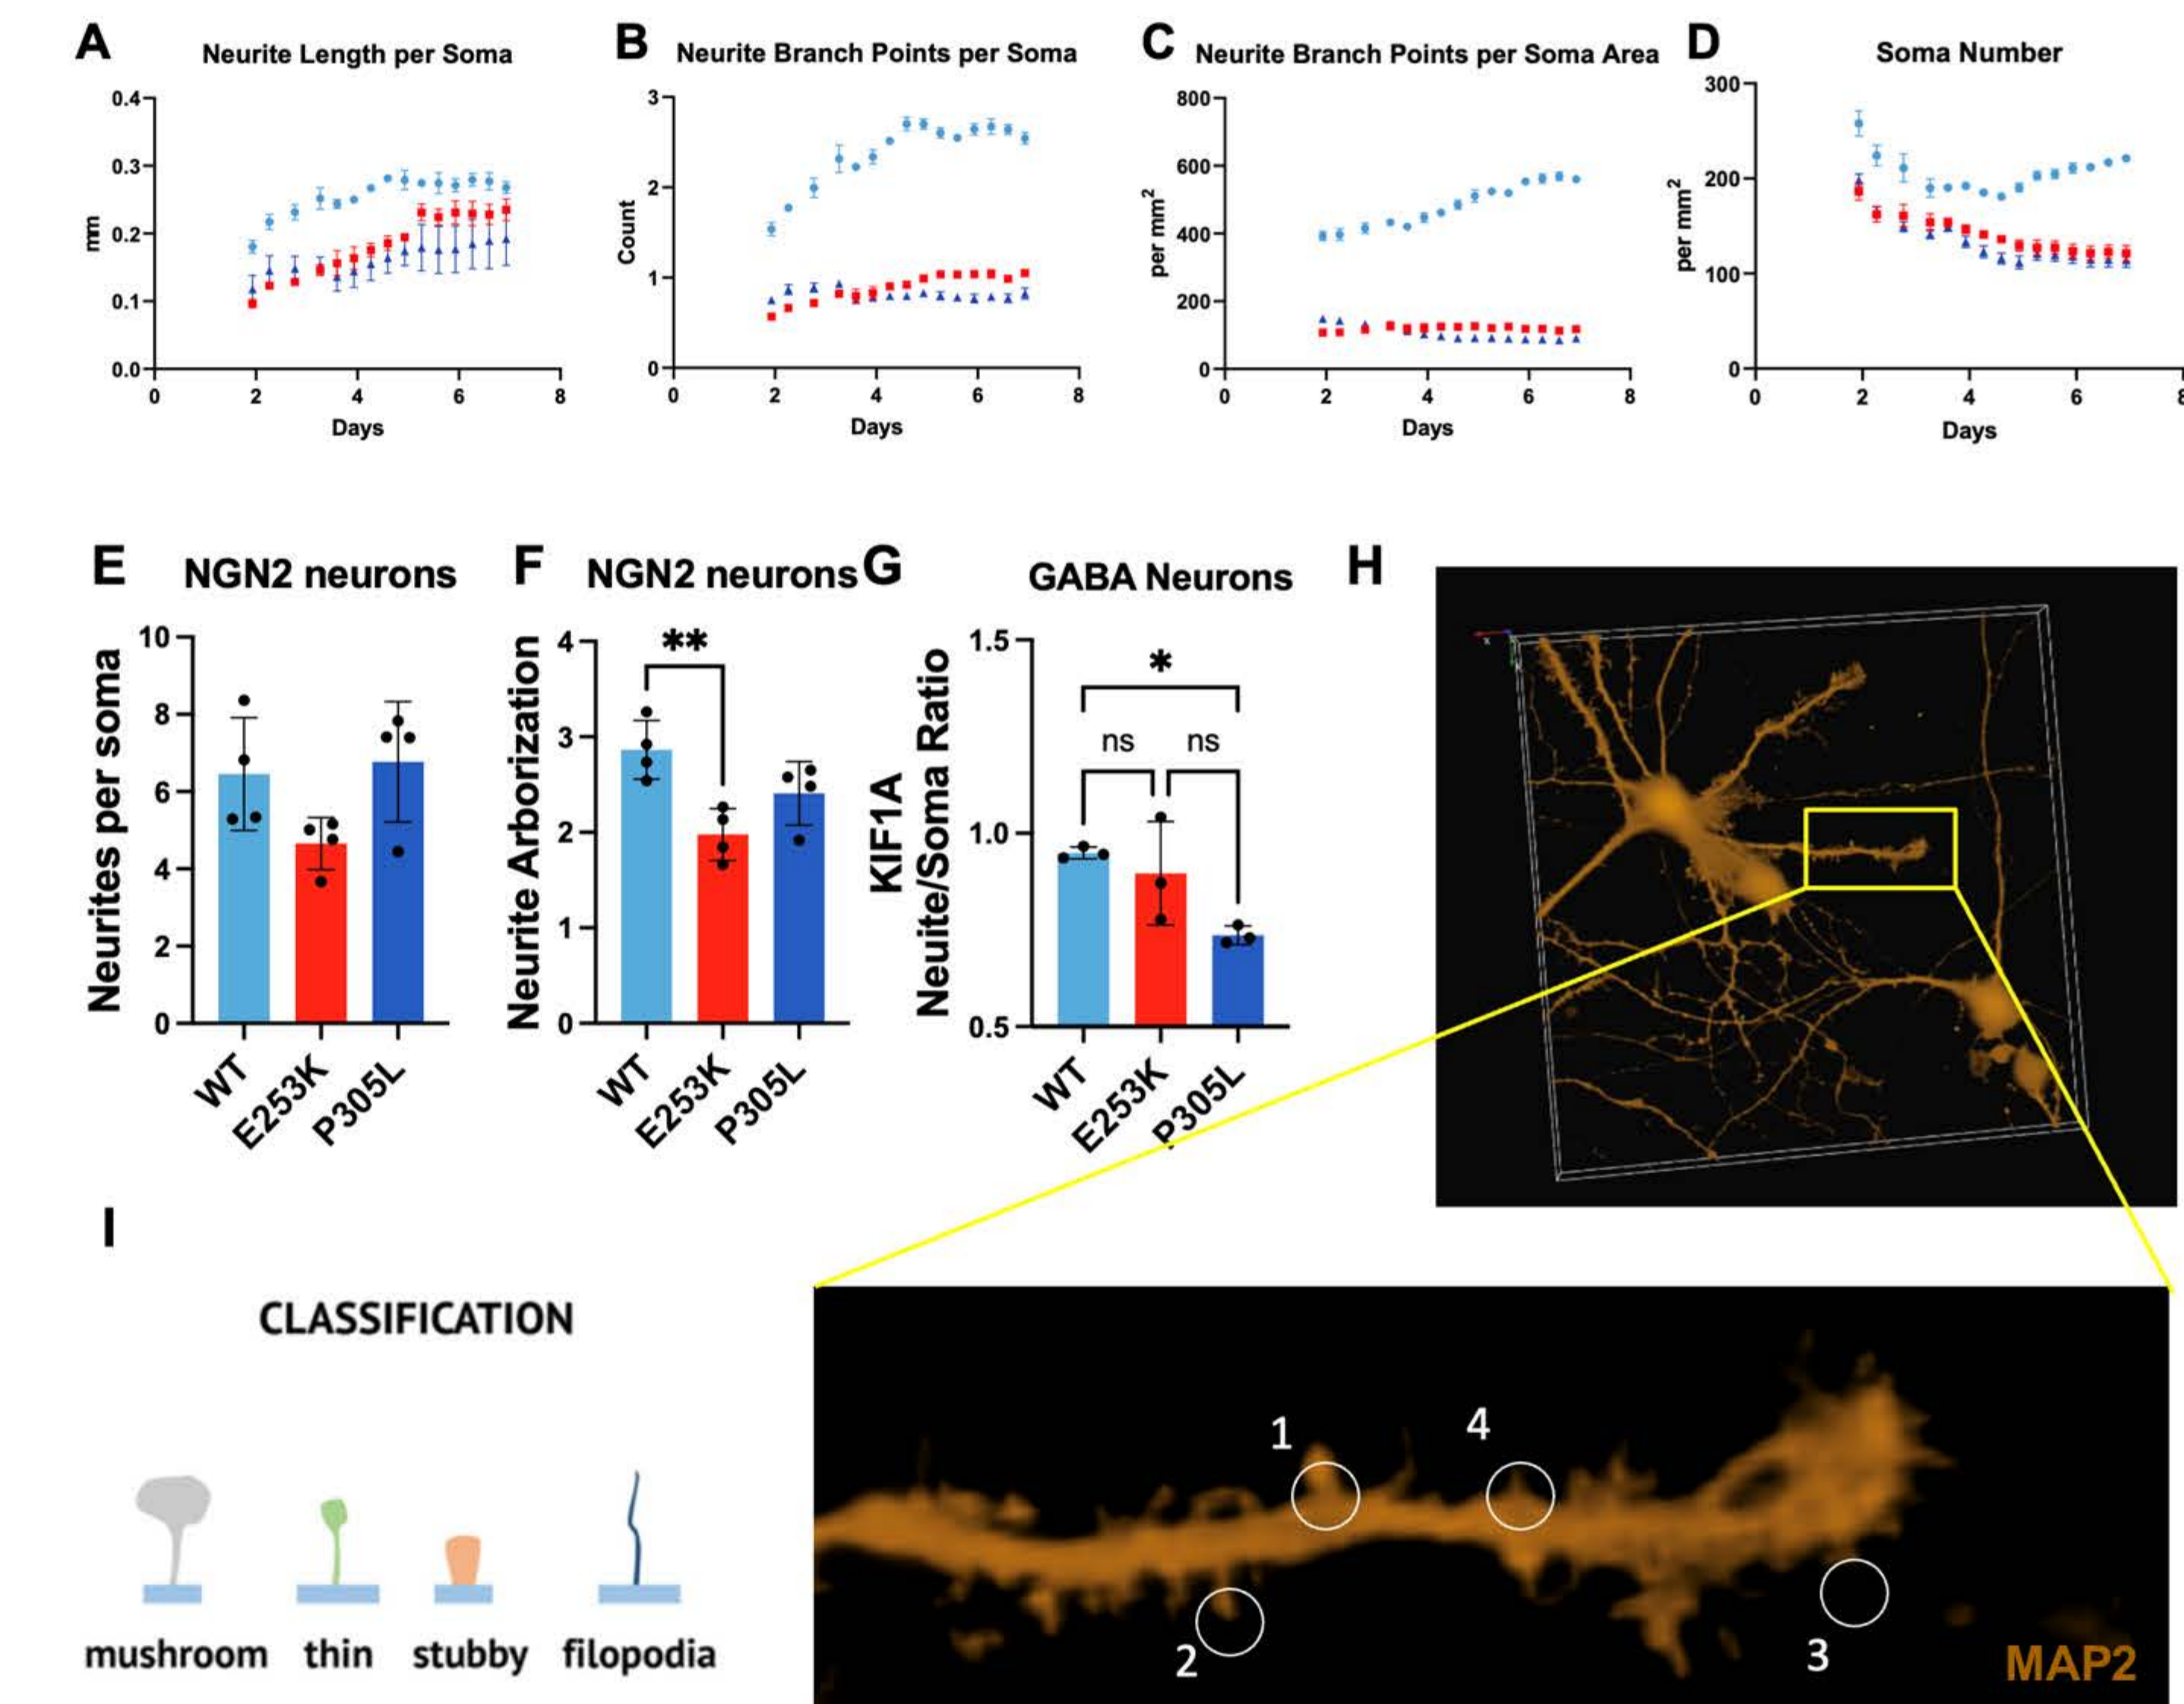 A
Neurite Length per Soma
0.4
0.3
0.2
0.1
0.0
mm
0 2 4 6 8
Days
B
Neurite Branch Points per Soma
3
2
1
0
Count
0 2 4 6 8
Days
C
Neurite Branch Points per Soma Area
800
600
400
200
0
per mm²
0 2 4 6 8
Days
D
Soma Number
300
200
100
0
per mm²
0 2 4 6 8
Days
E
NGN2 neurons
10
8
6
4
2
0
Neurites per soma
WT
E253K
P305L
F
NGN2 neurons
4
3
2
1
0
Neurite Arborization
**
WT
E253K
P305L
G
GABA Neurons
1.5
1.0
0.5
KIF1A
Neuite/Soma Ratio
*
ns ns
WT
E253K
P305L
H
x
I
CLASSIFICATION
mushroom thin stubby filopodia
1
4
2
3
MAP2